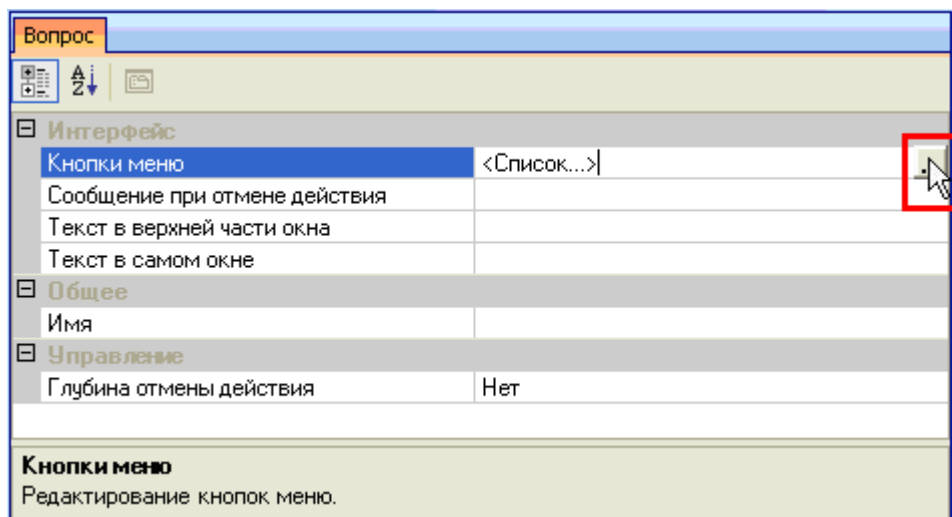 Вопрос
Интерфейс
Кнопки меню <Список...>
Сообщение при отмене действия
Текст в верхней части окна
Текст в самом окне
Общее
Имя
Управление
Глубина отмены действия Нет
Кнопки меню
Редактирование кнопок меню.